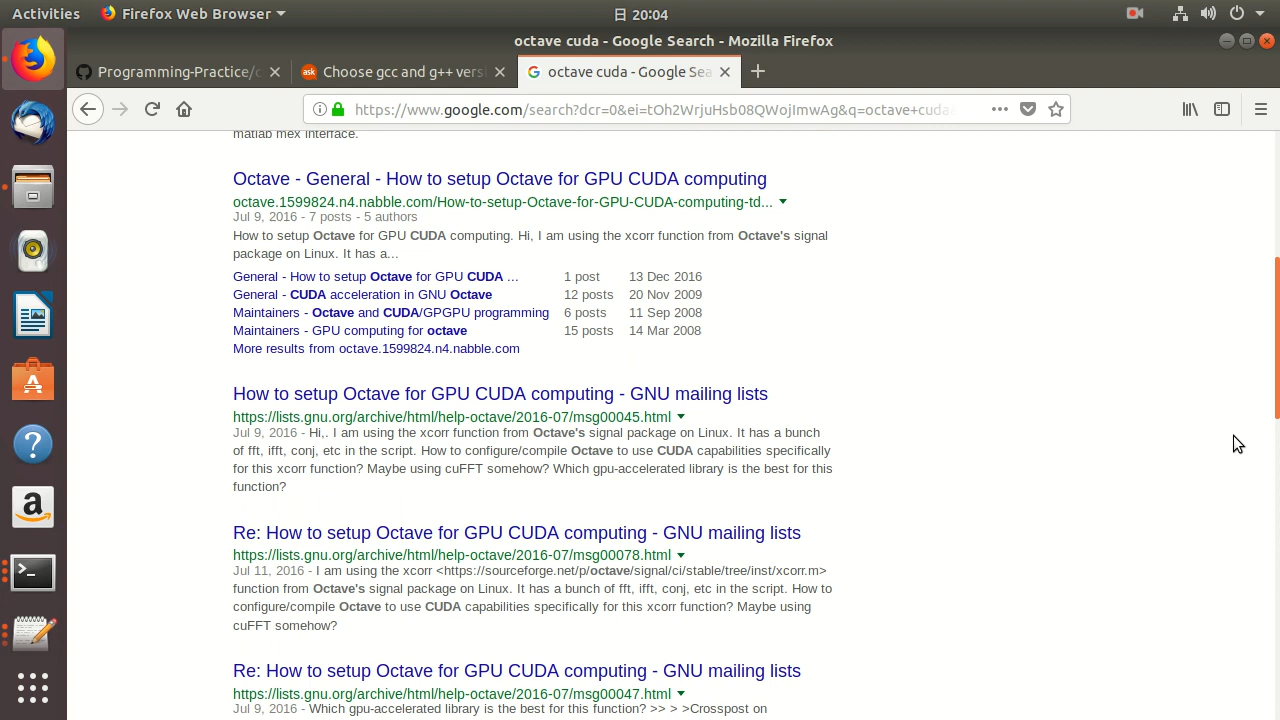 Activities Firefox Web Browser 日 20:04
octave cuda - Google Search - Mozilla Firefox
Programming-Practice/c Choose gcc and g++ versi octave cuda - Google Sea
https://www.google.com/search?dcr=0&ei=tOh2WrjuHsb08QWojImwAg&q=octave+cuda
matlab mex interface.
Octave - General - How to setup Octave for GPU CUDA computing
octave.1599824.n4.nabble.com/How-to-setup-Octave-for-GPU-CUDA-computing-td...
Jul 9, 2016 - 7 posts - 5 authors
How to setup Octave for GPU CUDA computing. Hi, I am using the xcorr function from Octave's signal
package on Linux. It has a...
General - How to setup Octave for GPU CUDA ... 1 post 13 Dec 2016
General - CUDA acceleration in GNU Octave 12 posts 20 Nov 2009
Maintainers - Octave and CUDA/GPGPU programming 6 posts 11 Sep 2008
Maintainers - GPU computing for octave 15 posts 14 Mar 2008
More results from octave.1599824.n4.nabble.com
How to setup Octave for GPU CUDA computing - GNU mailing lists
https://lists.gnu.org/archive/html/help-octave/2016-07/msg00045.html
Jul 9, 2016 - Hi,. I am using the xcorr function from Octave's signal package on Linux. It has a bunch
of fft, ifft, conj, etc in the script. How to configure/compile Octave to use CUDA capabilities specifically
for this xcorr function? Maybe using cuFFT somehow? Which gpu-accelerated library is the best for this
function?
Re: How to setup Octave for GPU CUDA computing - GNU mailing lists
https://lists.gnu.org/archive/html/help-octave/2016-07/msg00078.html
Jul 11, 2016 - I am using the xcorr <https://sourceforge.net/p/octave/signal/ci/stable/tree/inst/xcorr.m>
function from Octave's signal package on Linux. It has a bunch of fft, ifft, conj, etc in the script. How to
configure/compile Octave to use CUDA capabilities specifically for this xcorr function? Maybe using
cuFFT somehow?
Re: How to setup Octave for GPU CUDA computing - GNU mailing lists
https://lists.gnu.org/archive/html/help-octave/2016-07/msg00047.html
Jul 9, 2016 - Which gpu-accelerated library is the best for this function? >> > >Crosspost on